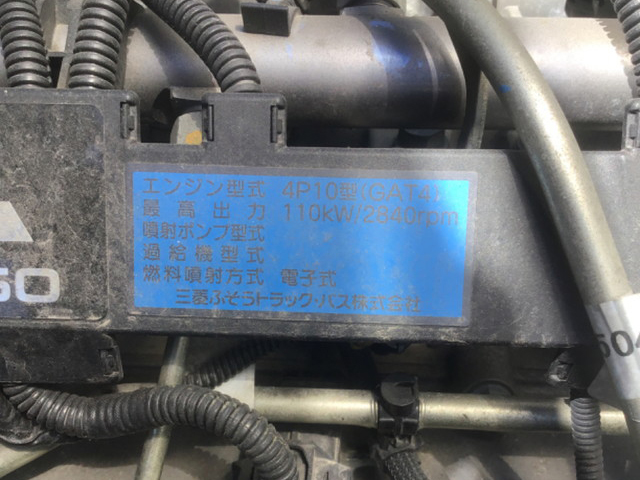 エンジン型式 4P10型(GAT4)
最高出力 110kW/2840rpm
噴射ポンプ型式
過給機型式
燃料噴射方式 電子式
三菱ふそうトラック・バス株式会社
50
504